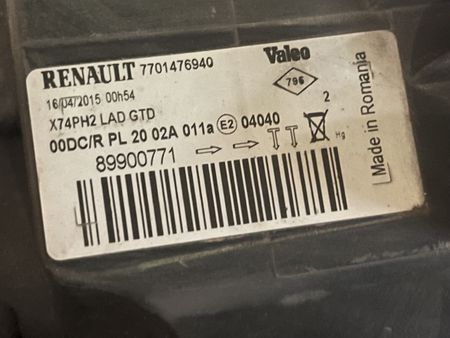 RENAULT 7701476940 Valeo
16/04/2015 00h54 796
X74PH2 LAD GTD 2
00DC/R PL 20 02A 011a E2 04040 Hg
89900771
Made in Romania